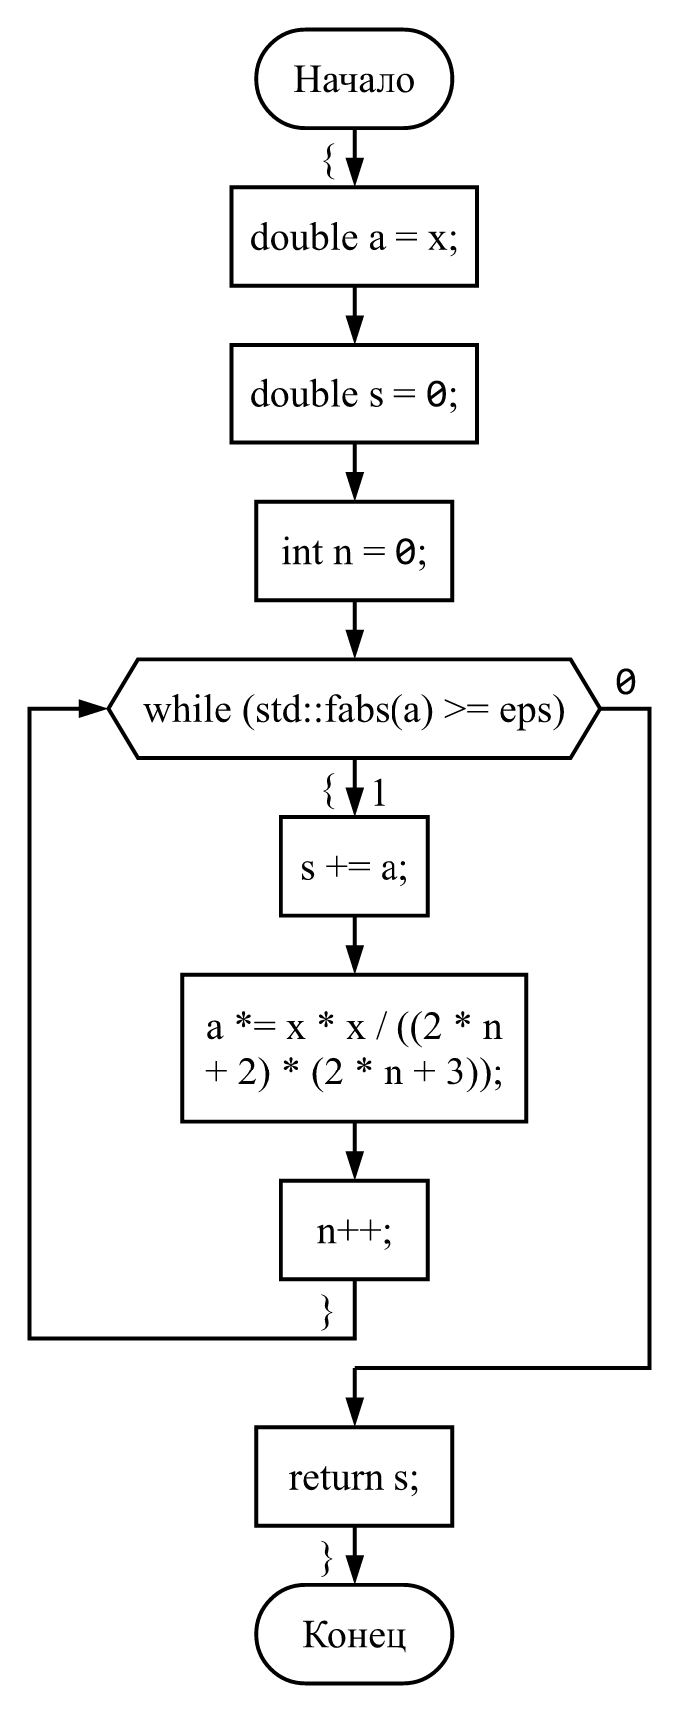 Начало
{
double a = x;
double s = 0;
int n = 0;
while (std::fabs(a) >= eps)
0
{ 1
s += a;
a *= x * x / ((2 * n
+ 2) * (2 * n + 3));
n++;
}
return s;
}
Конец